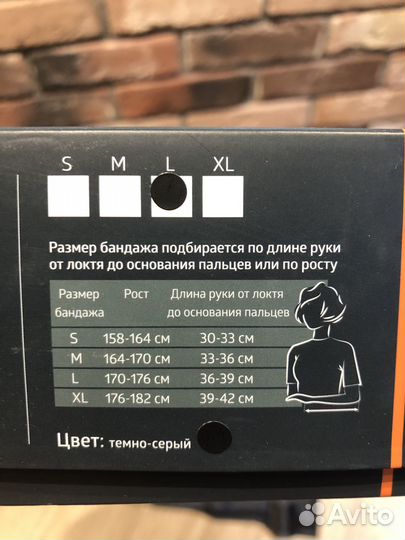 S M L XL
Размер бандажа подбирается по длине руки
от локтя до основания пальцев или по росту
Размер бандажа Рост Длина руки от локтя до основания пальцев
S 158-164 см 30-33 см
M 164-170 см 33-36 см
L 170-176 см 36-39 см
XL 176-182 см 39-42 см
Цвет: темно-серый
Avito